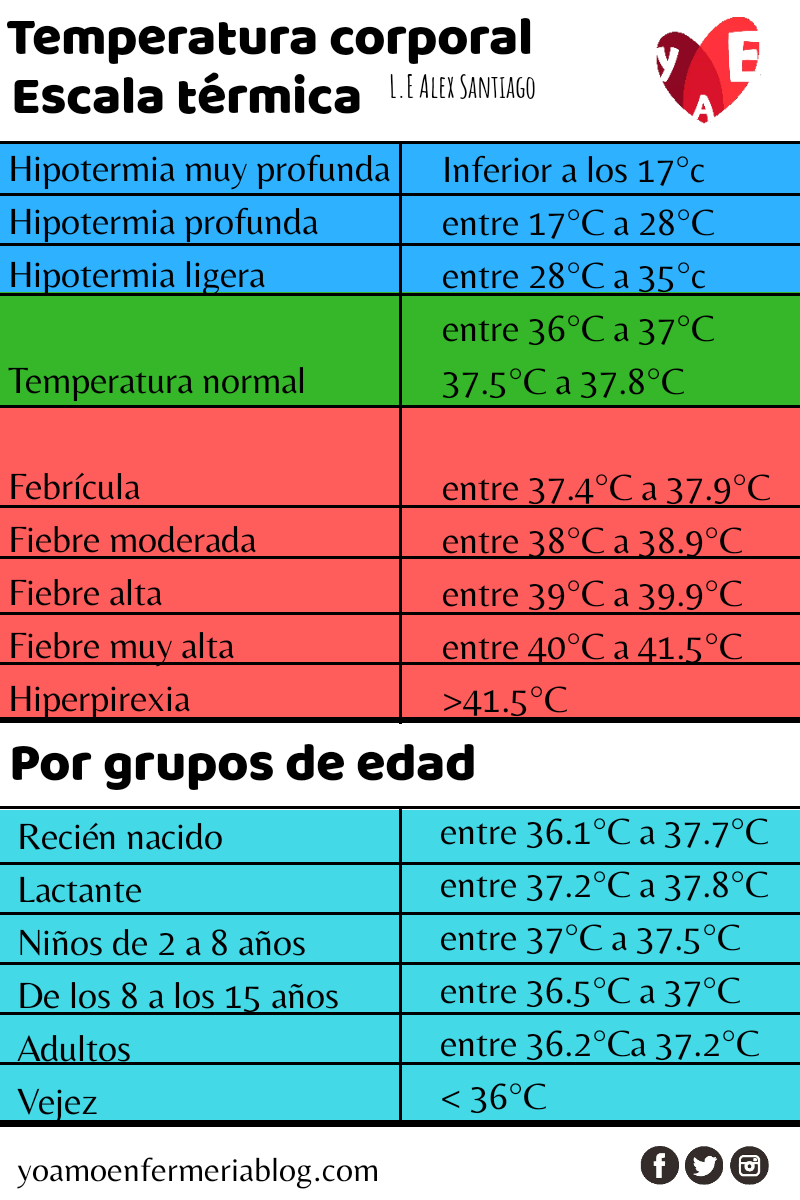 Temperatura corporal
Escala térmica L.E Alex Santiago
y A E
Hipotermia muy profunda Inferior a los 17°c
Hipotermia profunda entre 17°C a 28°C
Hipotermia ligera entre 28°C a 35°c
entre 36°C a 37°C
Temperatura normal 37.5°C a 37.8°C
Febrícula entre 37.4°C a 37.9°C
Fiebre moderada entre 38°C a 38.9°C
Fiebre alta entre 39°C a 39.9°C
Fiebre muy alta entre 40°C a 41.5°C
Hiperpirexia >41.5°C
Por grupos de edad
Recién nacido entre 36.1°C a 37.7°C
Lactante entre 37.2°C a 37.8°C
Niños de 2 a 8 años entre 37°C a 37.5°C
De los 8 a los 15 años entre 36.5°C a 37°C
Adultos entre 36.2°Ca 37.2°C
Vejez < 36°C
yoamoenfermeriablog.com